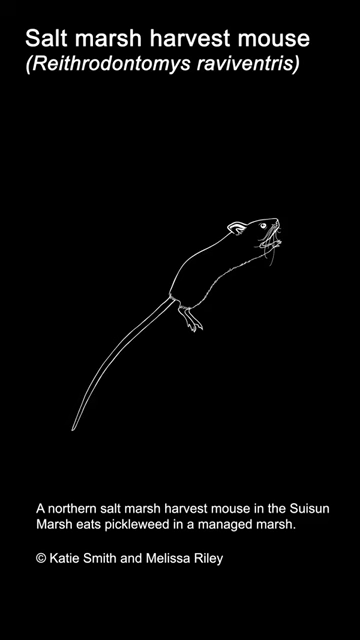 Salt marsh harvest mouse
(Reithrodontomys raviventris)
A northern salt marsh harvest mouse in the Suisun
Marsh eats pickleweed in a managed marsh.
© Katie Smith and Melissa Riley